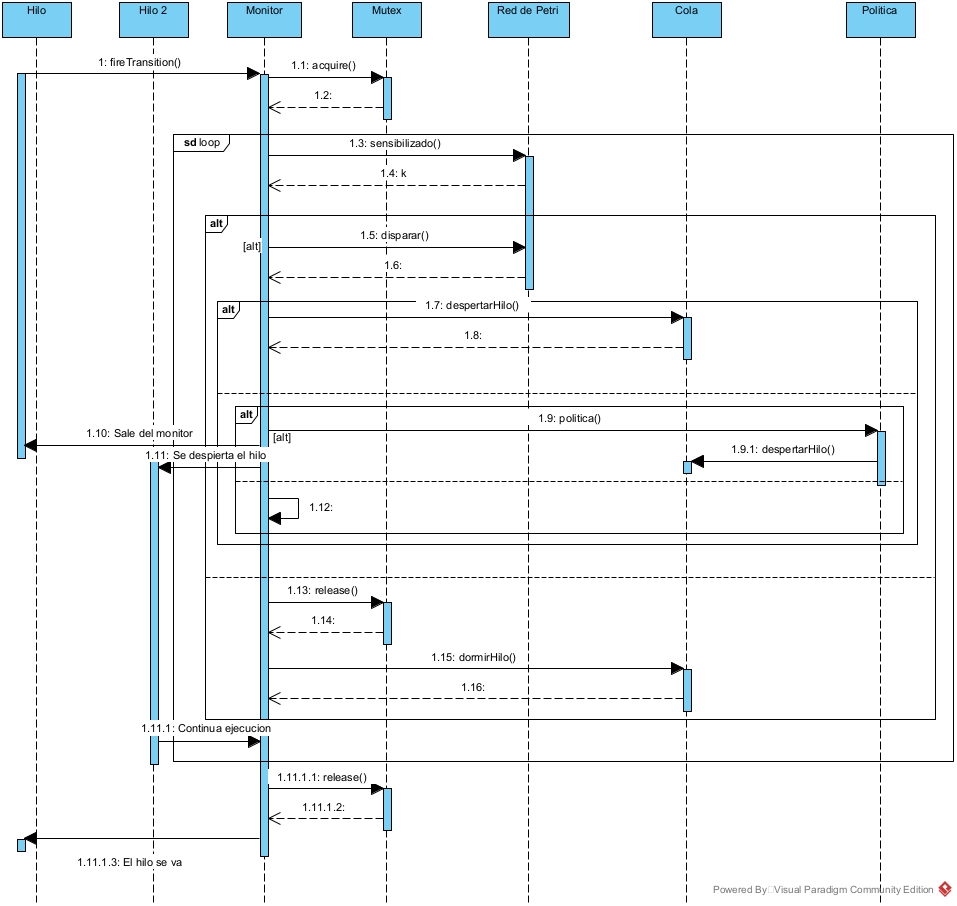 Hilo
Hilo 2
Monitor
Mutex
Red de Petri
Cola
Politica
1: fireTransition()
1.1: acquire()
1.2:
sd loop
1.3: sensibilizado()
1.4: k
alt
1.5: disparar()
[alt]
1.6:
alt
1.7: despertarHilo()
1.8:
alt
1.9: politica()
1.10: Sale del monitor
[alt]
1.11: Se despierta el hilo
1.9.1: despertarHilo()
1.12:
1.13: release()
1.14:
1.15: dormirHilo()
1.16:
1.11.1: Continua ejecucion
1.11.1.1: release()
1.11.1.2:
1.11.1.3: El hilo se va
Powered By Visual Paradigm Community Edition